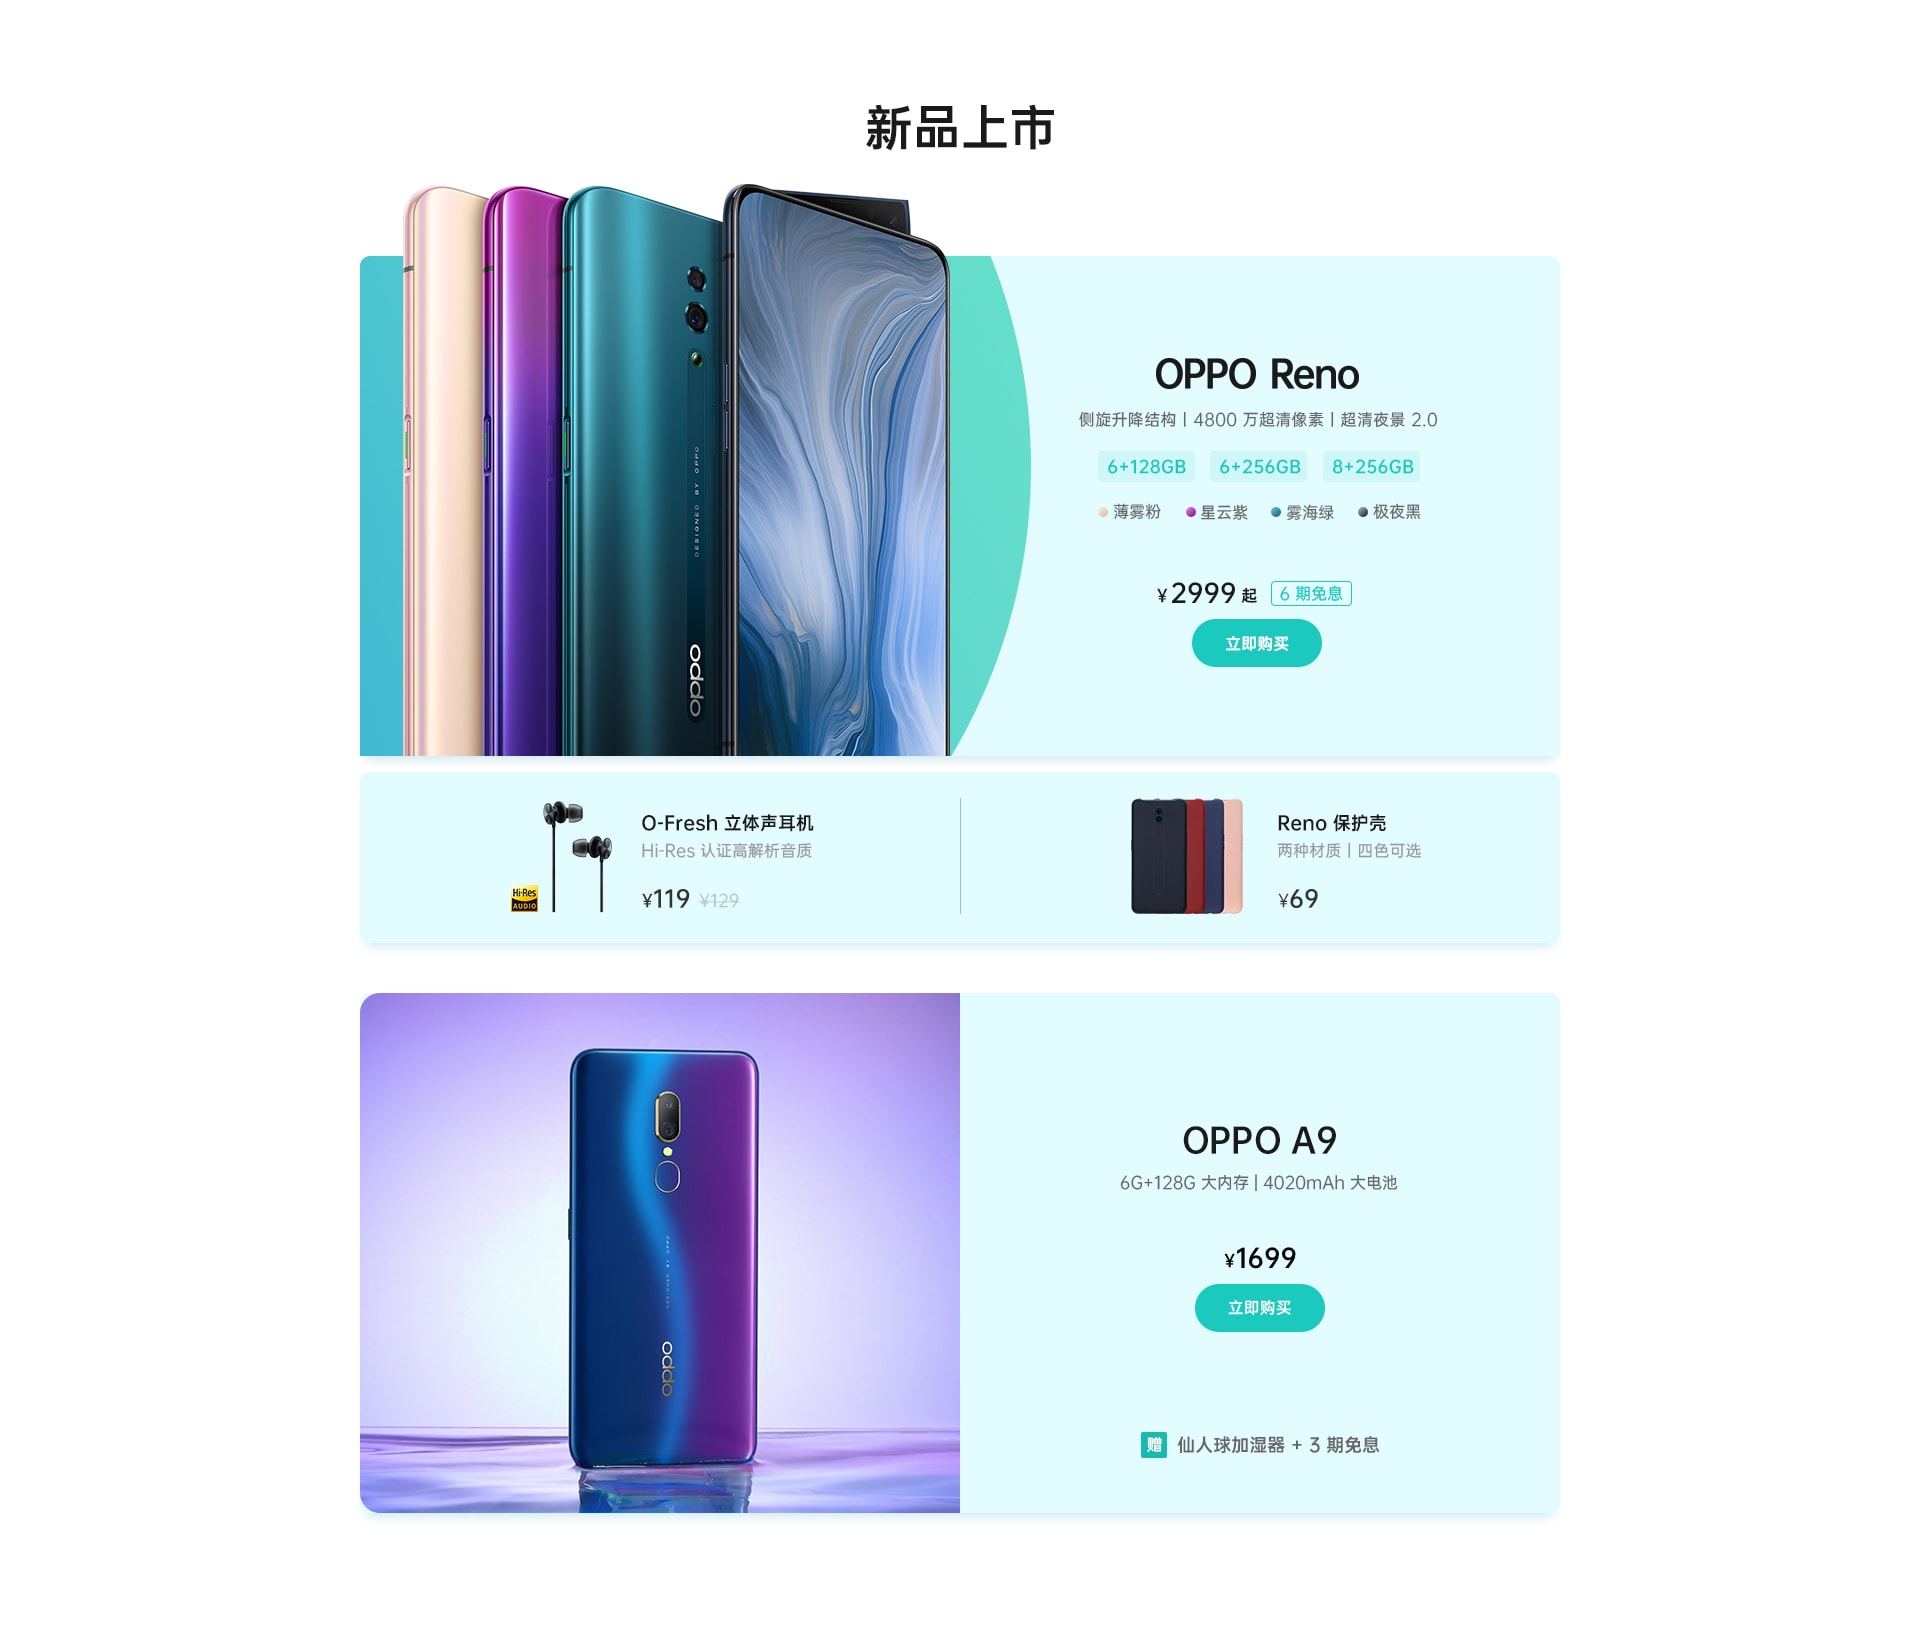 新品上市
DESIGNED BY OPPO
oppo
OPPO Reno
侧旋升降结构 | 4800 万超清像素 | 超清夜景 2.0
6+128GB 6+256GB 8+256GB
薄雾粉 星云紫 雾海绿 极夜黑
¥2999 起 6 期免息
立即购买
Hi-Res
AUDIO
O-Fresh 立体声耳机
Hi-Res 认证高解析音质
¥119 ¥129
Reno 保护壳
两种材质 | 四色可选
¥69
oppo
OPPO A9
6G+128G 大内存 | 4020mAh 大电池
¥1699
立即购买
赠 仙人球加湿器 + 3 期免息